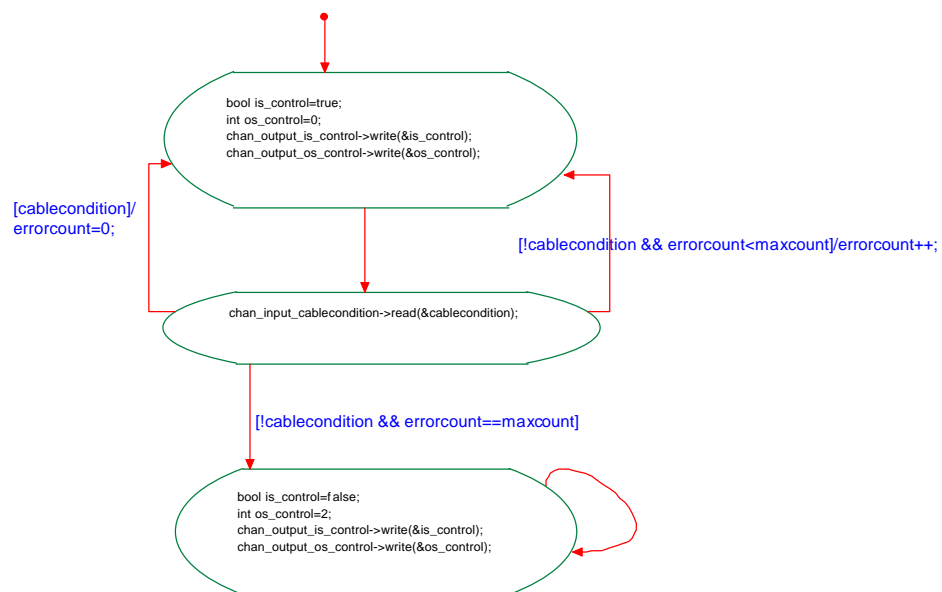 bool is_control=true;
int os_control=0;
chan_output_is_control->write(&is_control);
chan_output_os_control->write(&os_control);
[cablecondition]/
errorcount=0;
[!cablecondition && errorcount<maxcount]/errorcount++;
chan_input_cablecondition->read(&cablecondition);
[!cablecondition && errorcount==maxcount]
bool is_control=false;
int os_control=2;
chan_output_is_control->write(&is_control);
chan_output_os_control->write(&os_control);